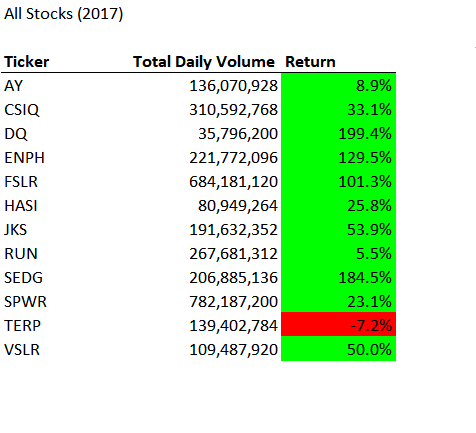 All Stocks (2017)
Ticker Total Daily Volume Return
AY 136,070,928 8.9%
CSIQ 310,592,768 33.1%
DQ 35,796,200 199.4%
ENPH 221,772,096 129.5%
FSLR 684,181,120 101.3%
HASI 80,949,264 25.8%
JKS 191,632,352 53.9%
RUN 267,681,312 5.5%
SEDG 206,885,136 184.5%
SPWR 782,187,200 23.1%
TERP 139,402,784 -7.2%
VSLR 109,487,920 50.0%